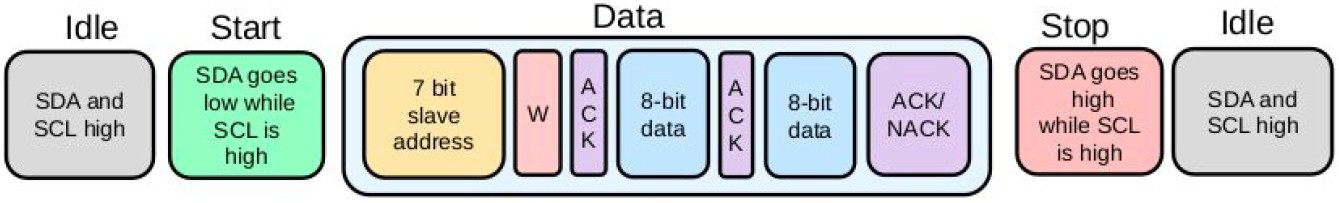 Idle
Start
Data
Stop
Idle
SDA and
SCL high
SDA goes
low while
SCL is
high
7 bit
slave
address
W
A
C
K
8-bit
data
A
C
K
8-bit
data
ACK/
NACK
SDA goes
high
while SCL
is high
SDA and
SCL high